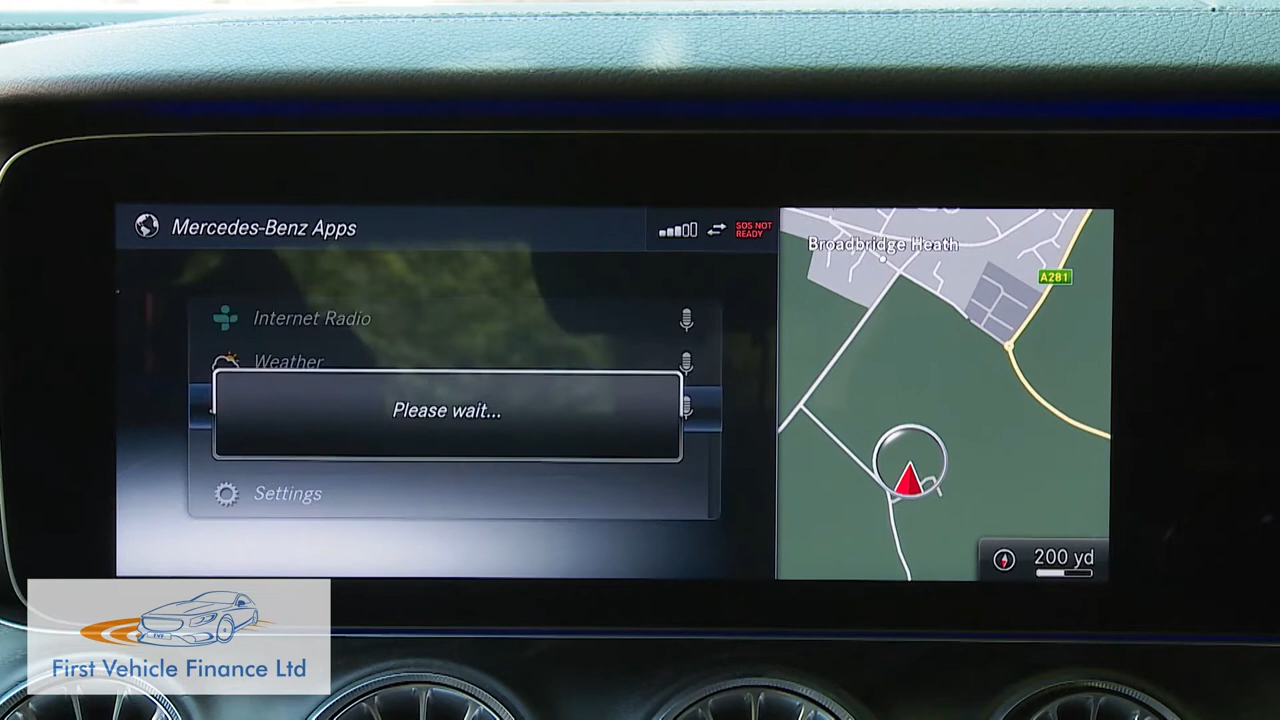 Mercedes-Benz Apps
SOS NOT
READY
Internet Radio
Weather
Please wait...
Settings
Broadbridge Heath
A281
200 yd
First Vehicle Finance Ltd